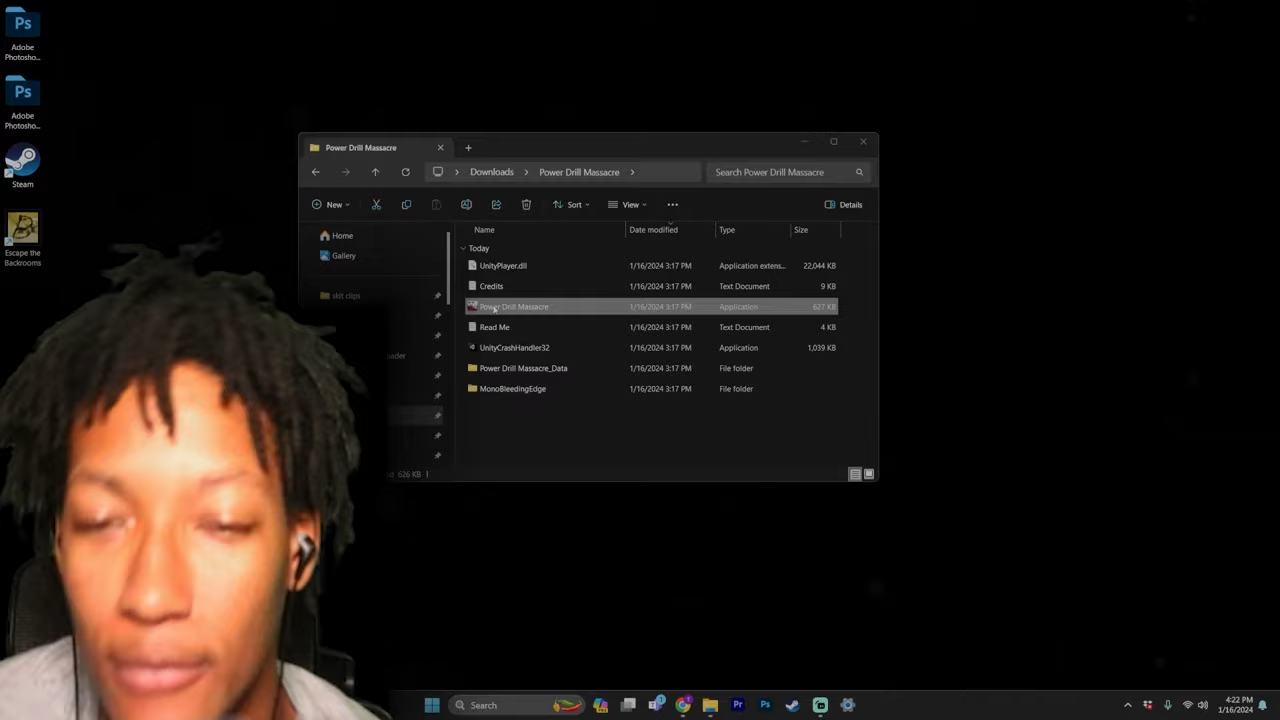 Ps
Adobe
Photosho...
Ps
Adobe
Photosho...
Steam
Escape the
Backrooms
Power Drill Massacre
Downloads > Power Drill Massacre >
Search Power Drill Massacre
New
Sort
View
Details
Name Date modified Type Size
Home
Gallery
skit clips
Today
UnityPlayer.dll 1/16/2024 3:17 PM Application extens... 22,044 KB
Credits 1/16/2024 3:17 PM Text Document 9 KB
Power Drill Massacre 1/16/2024 3:17 PM Application 627 KB
Read Me 1/16/2024 3:17 PM Text Document 4 KB
UnityCrashHandler32 1/16/2024 3:17 PM Application 1,039 KB
Power Drill Massacre_Data 1/16/2024 3:17 PM File folder
MonoBleedingEdge 1/16/2024 3:17 PM File folder
oader
626 KB
Search
Pr
Ps
4:22 PM
1/16/2024